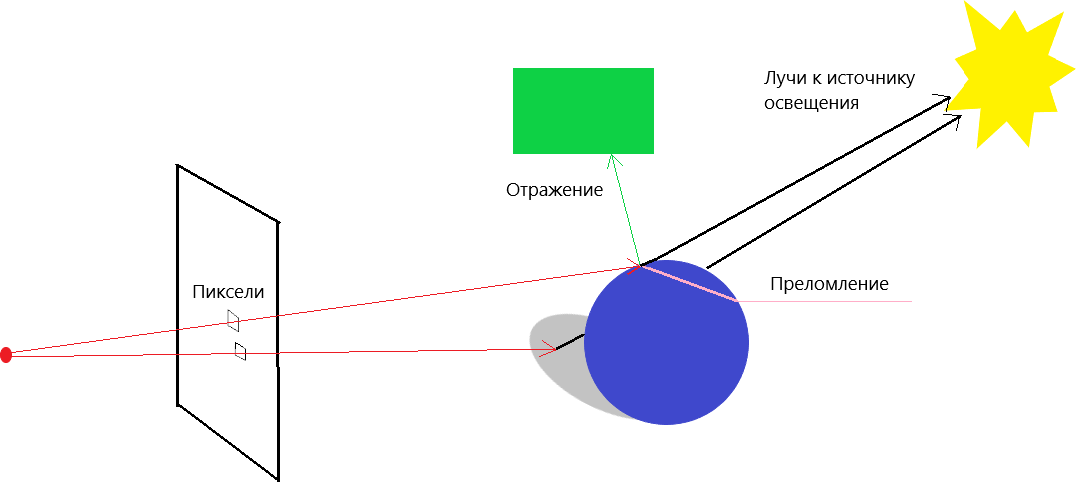 Лучи к источнику
освещения
Отражение
Преломление
Пиксели